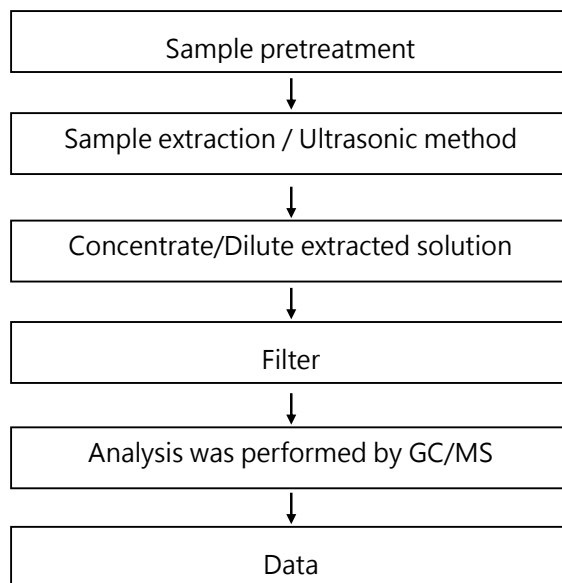 Sample pretreatment
Sample extraction / Ultrasonic method
Concentrate/Dilute extracted solution
Filter
Analysis was performed by GC/MS
Data